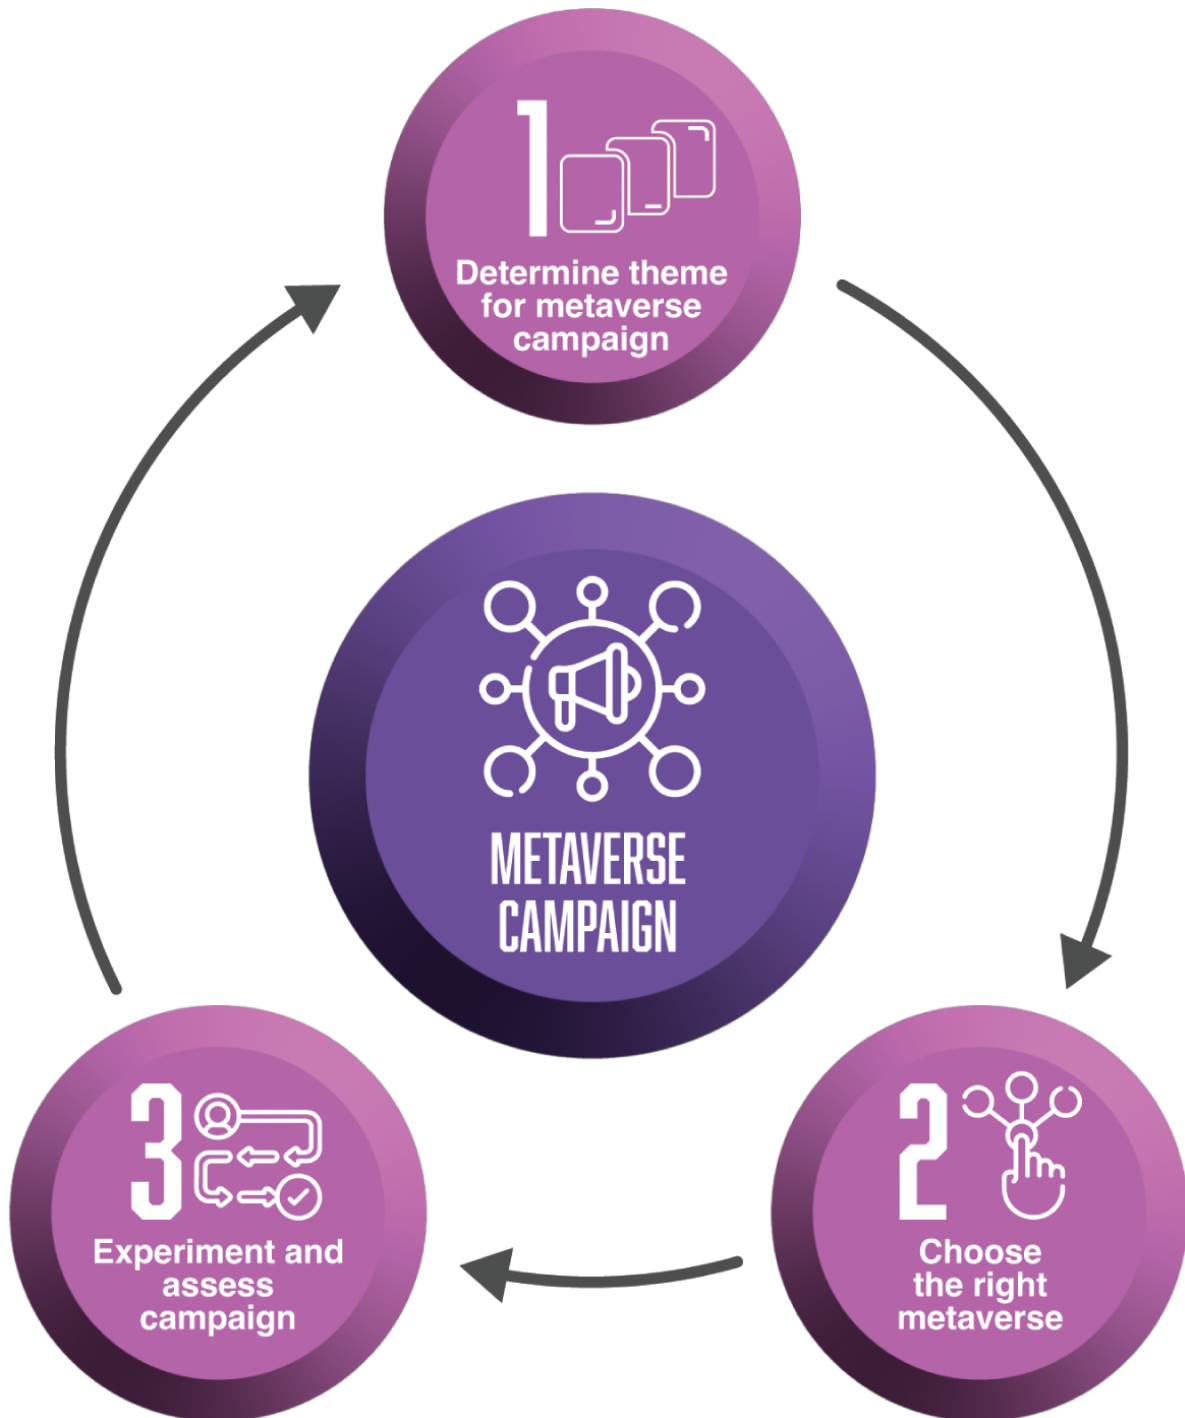 1
Determine theme
for metaverse
campaign
METAVERSE
CAMPAIGN
2
Choose
the right
metaverse
3
Experiment and
assess
campaign